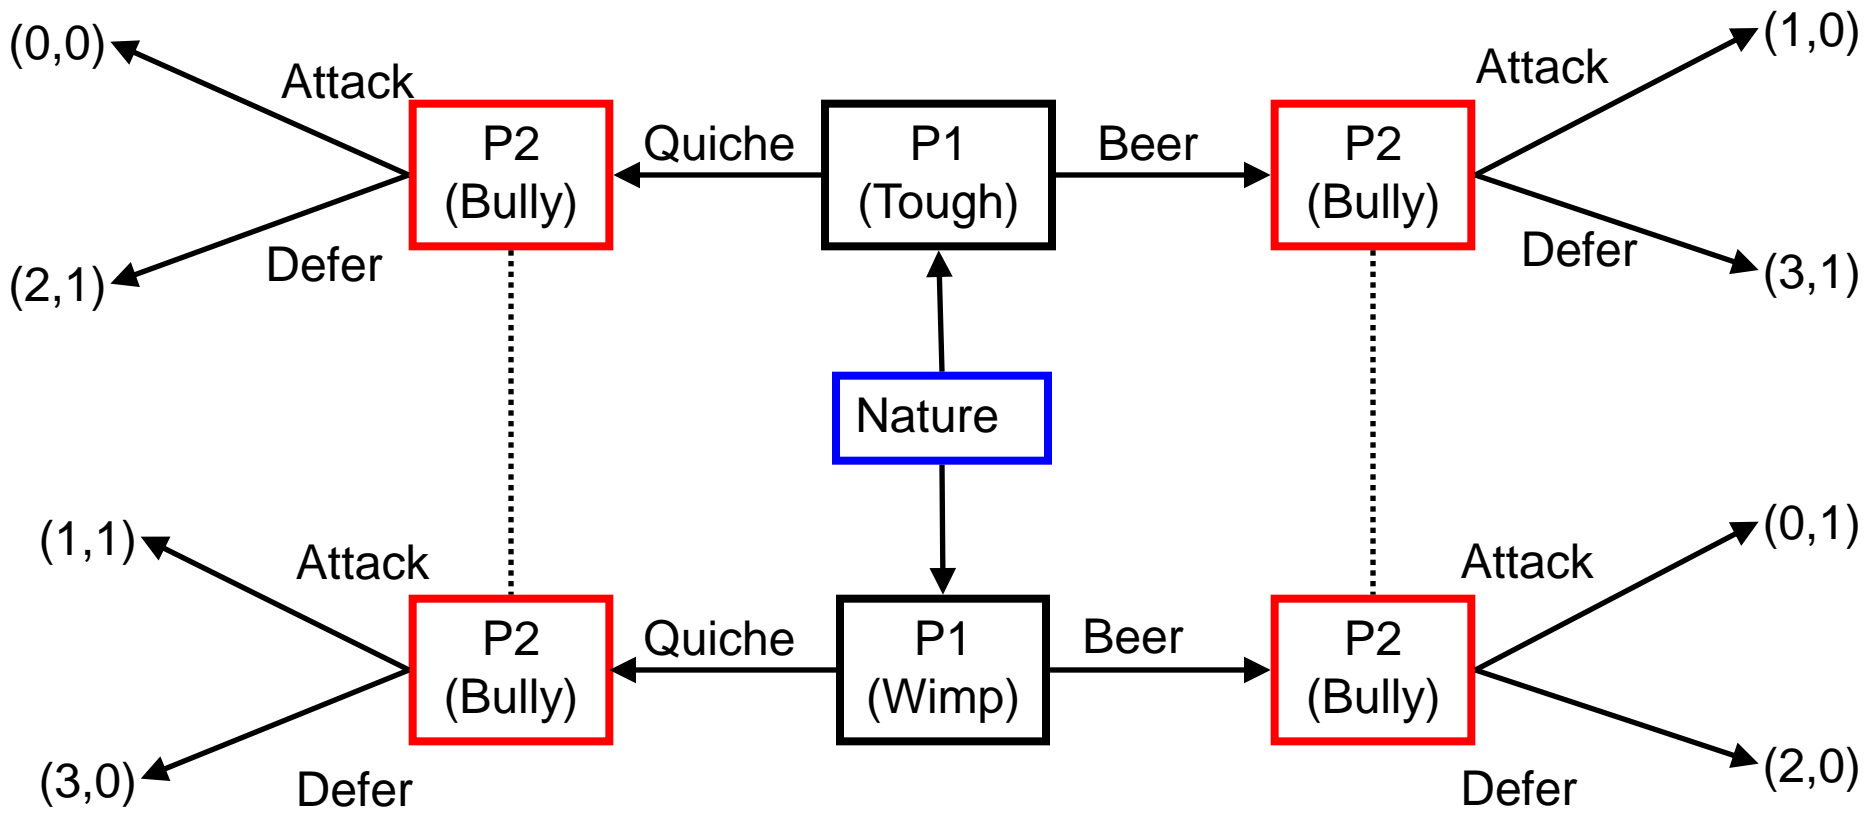 (0,0)
Attack
Attack
(1,0)
P2
(Bully)
Quiche
P1
(Tough)
Beer
P2
(Bully)
(2,1)
Defer
Defer
(3,1)
Nature
(1,1)
Attack
Attack
(0,1)
P2
(Bully)
Quiche
P1
(Wimp)
Beer
P2
(Bully)
(3,0)
Defer
Defer
(2,0)